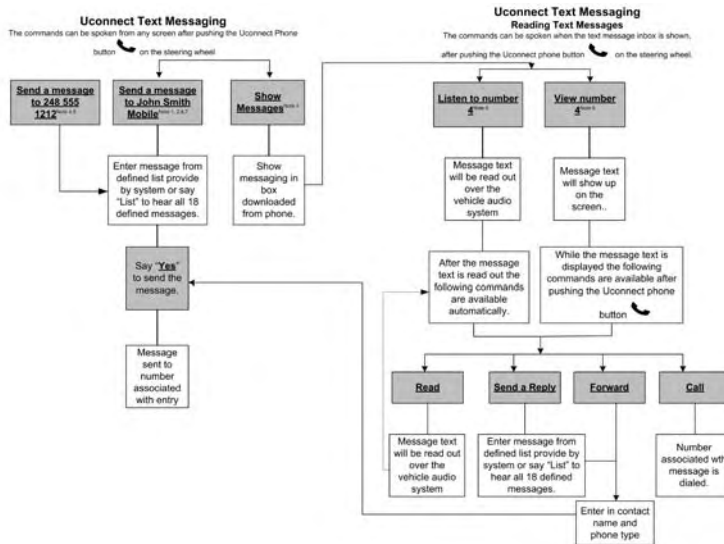 Uconnect Text Messaging
The commands can be spoken from any screen after pushing the Uconnect Phone
button on the steering wheel
Send a message
to 248 555
1212 Note 4,5
Send a message
to John Smith
Mobile
Show
Messages
Enter message from
defined list provide
by system or say
"List" to hear all 18
defined messages.
Show
messaging in
box
downloaded
from phone.
Say "Yes"
to send the
message.
Message
sent to
number
associated
with entry
Uconnect Text Messaging
Reading Text Messages
The commands can be spoken when the text message inbox is shown,
after pushing the Uconnect phone button on the steering wheel.
Listen to number
4
View number
4
Message text
will be read out
over the
vehicle audio
system
Message text
will show up
on the
screen..
After the message
text is read out the
following commands
are available
automatically.
While the message text is
displayed the following
commands are available after
pushing the Uconnect phone
button
Read
Send a Reply
Forward
Call
Message text
will be read out
over the
vehicle audio
system
Enter message from
defined list provide by
system or say "List" to
hear all 18 defined
messages.
Number
associated wth
message is
dialed.
Enter in contact
name and
phone type